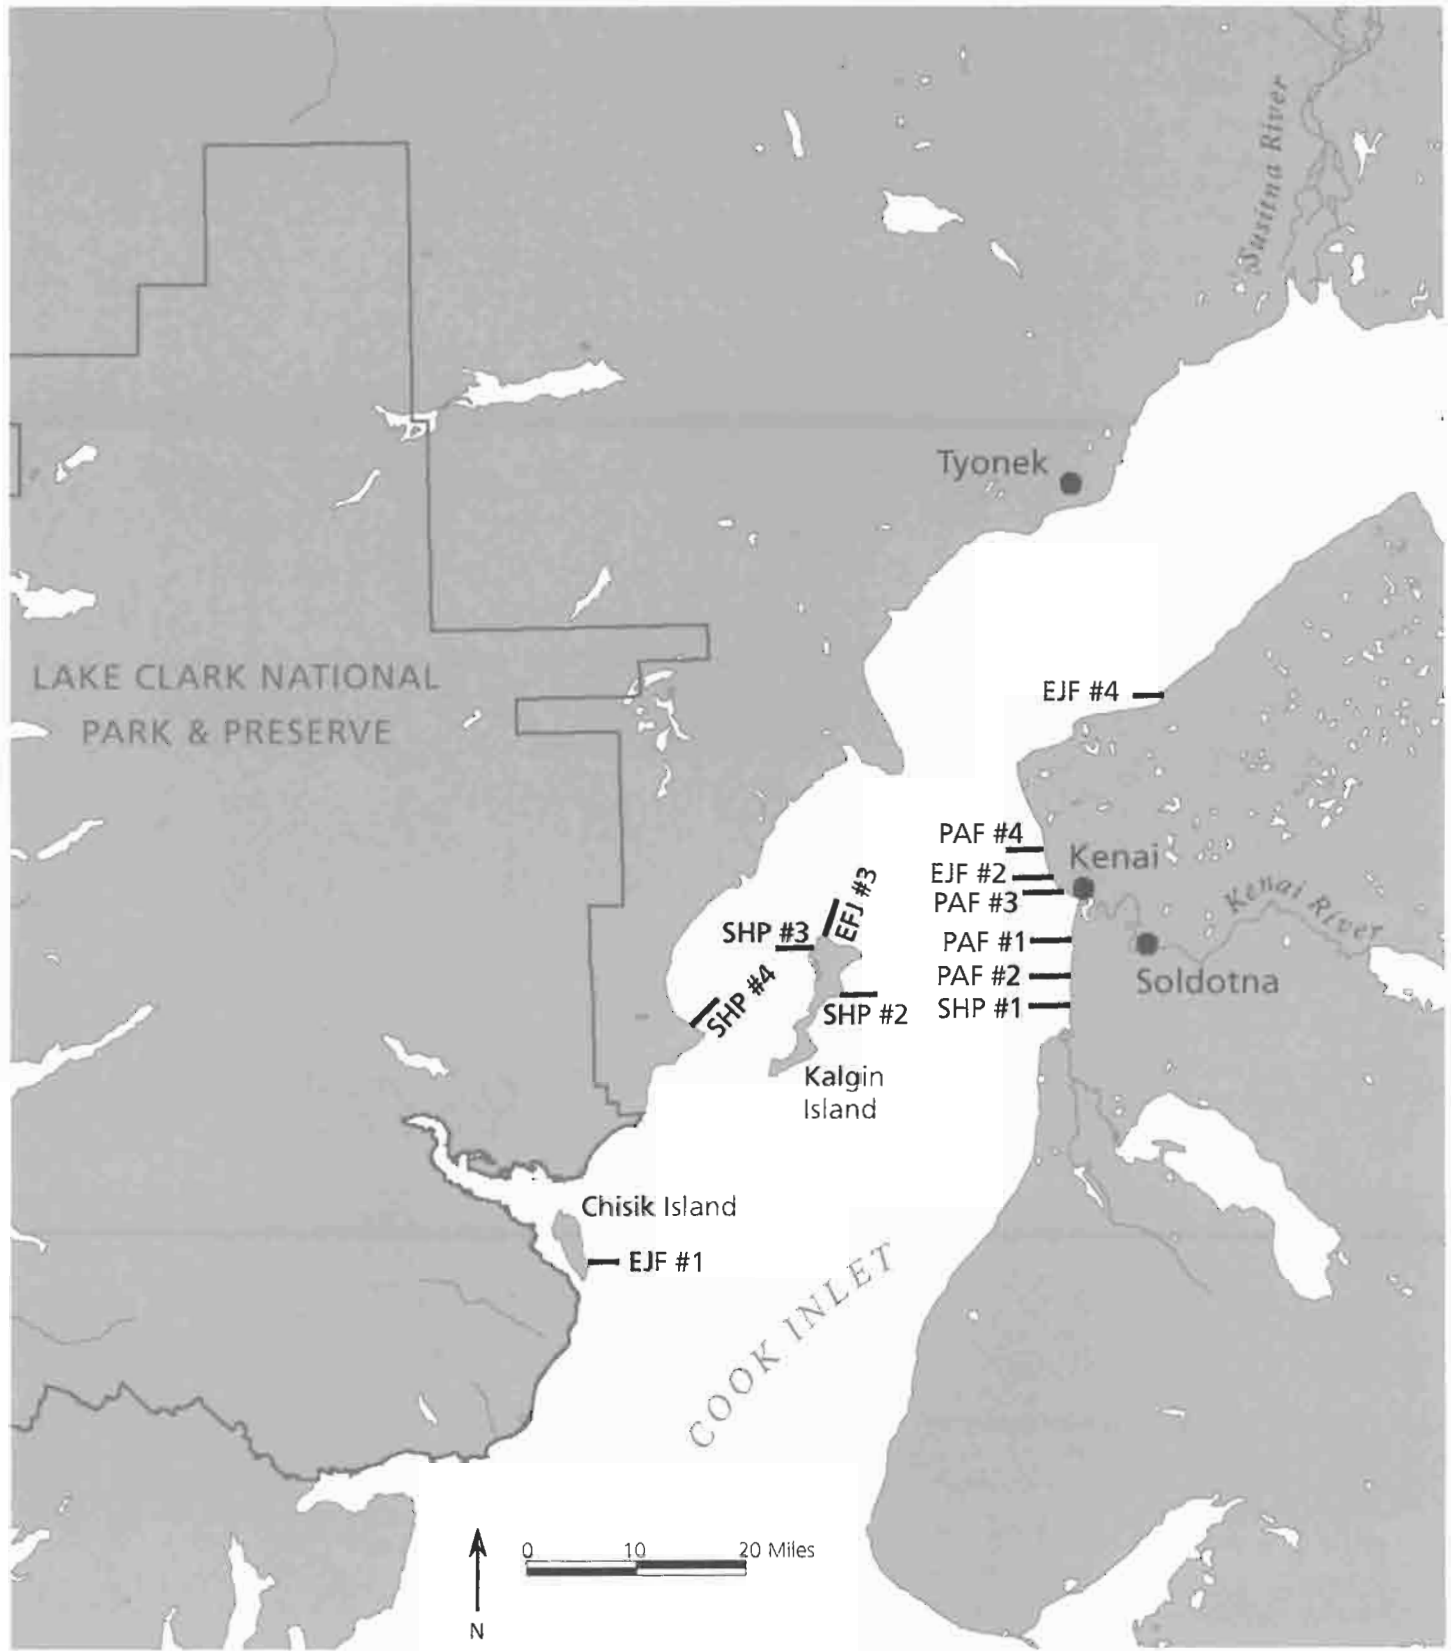 Susitna River
Tyonek
LAKE CLARK NATIONAL
PARK & PRESERVE
EJF #4
PAF #4
Kenai
EJF #2
PAF #3
Kenai River
EFJ #3
SHP #3
PAF #1
SHP #4
PAF #2
Soldotna
SHP #2
SHP #1
Kalgin
Island
Chisik Island
EJF #1
COOK INLET
0 10 20 Miles
N